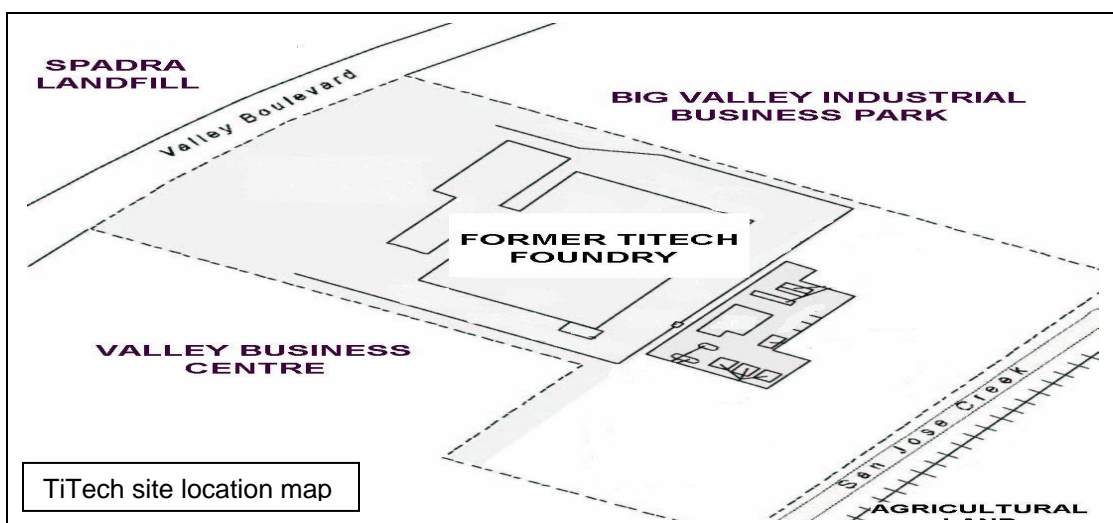 SPADRA
LANDFILL
Valley Boulevard
BIG VALLEY INDUSTRIAL
BUSINESS PARK
FORMER TITECH
FOUNDRY
VALLEY BUSINESS
CENTRE
San Jose Creek
TiTech site location map
AGRICULTURAL
LAND